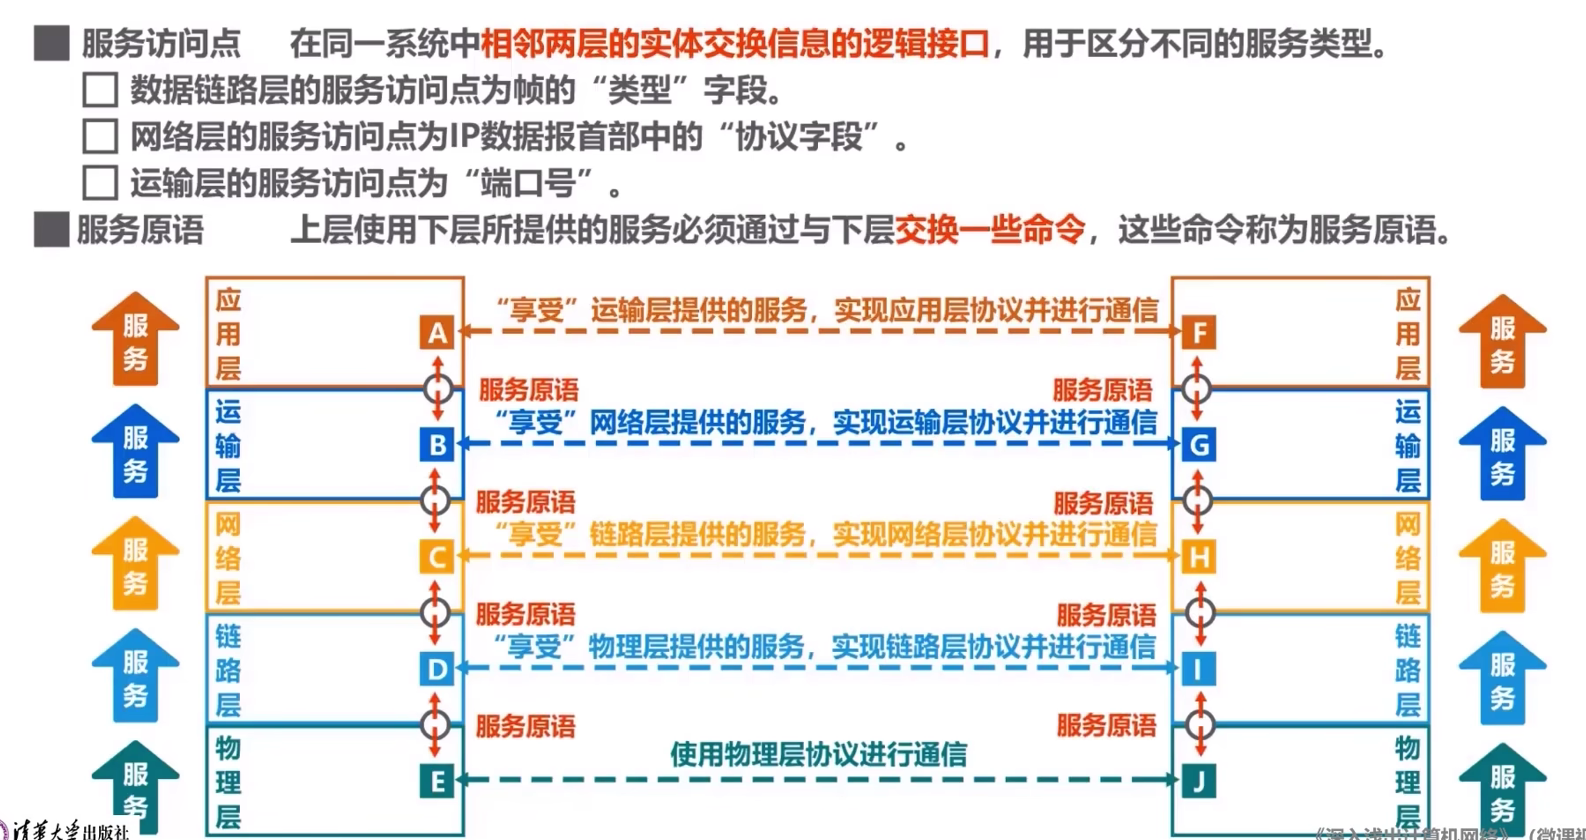 服务访问点 在同一系统中相邻两层的实体交换信息的逻辑接口，用于区分不同的服务类型。
数据链路层的服务访问点为帧的“类型”字段。
网络层的服务访问点为IP数据报首部中的“协议字段”。
运输层的服务访问点为“端口号”。
服务原语 上层使用下层所提供的服务必须通过与下层交换一些命令，这些命令称为服务原语。
服务
应用层
A
“享受”运输层提供的服务，实现应用层协议并进行通信
F
应用层
服务
服务原语
服务原语
服务
运输层
B
“享受”网络层提供的服务，实现运输层协议并进行通信
G
运输层
服务
服务原语
服务原语
服务
网络层
C
“享受”链路层提供的服务，实现网络层协议并进行通信
H
网络层
服务
服务原语
服务原语
服务
链路层
D
“享受”物理层提供的服务，实现链路层协议并进行通信
I
链路层
服务
服务原语
服务原语
服务
物理层
E
使用物理层协议进行通信
J
物理层
服务
清华大学出版社
《深入浅出计算机网络》（微课视